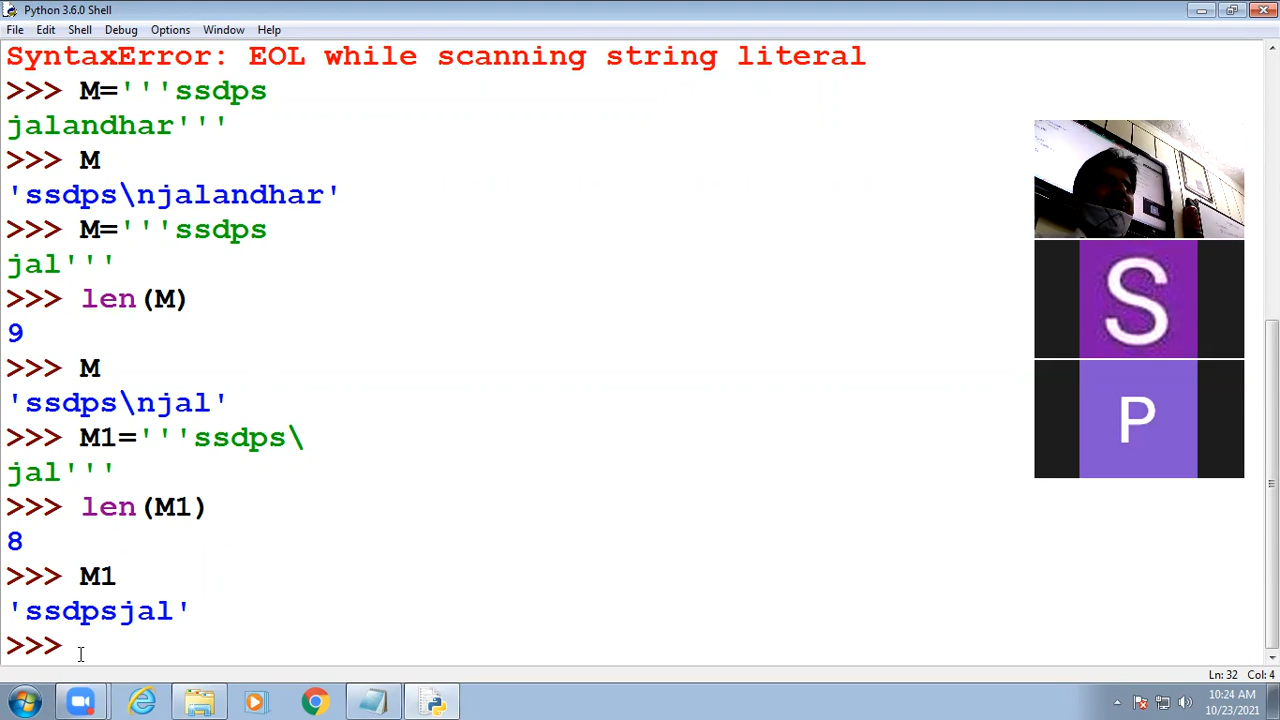 Python 3.6.0 Shell
File Edit Shell Debug Options Window Help
SyntaxError: EOL while scanning string literal
>>> M='''ssdps
jalandhar'''
>>> M
'ssdps\njalandhar'
>>> M='''ssdps
jal'''
>>> len(M)
9
>>> M
'ssdps\njal'
>>> M1='''ssdps\
jal'''
>>> len(M1)
8
>>> M1
'ssdpsjal'
>>>
S
P
Ln: 32 Col: 4
10:24 AM
10/23/2021